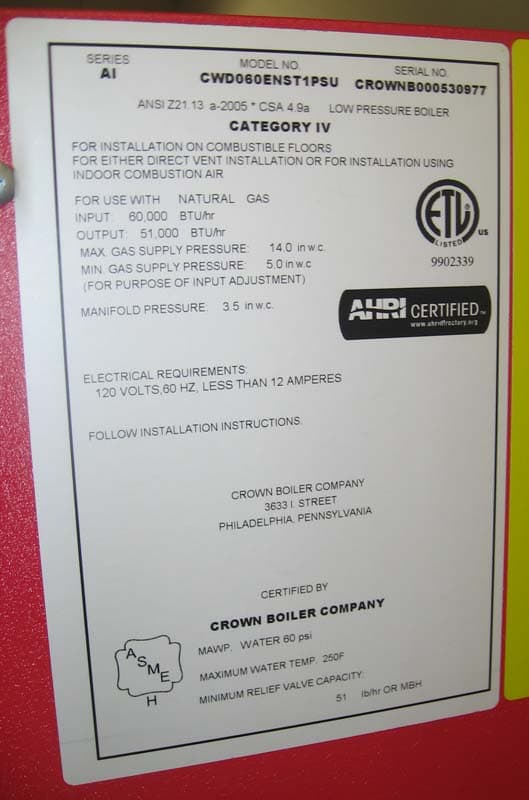 SERIES MODEL NO. SERIAL NO.
AI CWD060ENST1PSU CROWNB000530977
ANSI Z21.13 a-2005 * CSA 4.9a LOW PRESSURE BOILER
CATEGORY IV
FOR INSTALLATION ON COMBUSTIBLE FLOORS
FOR EITHER DIRECT VENT INSTALLATION OR FOR INSTALLATION USING
INDOOR COMBUSTION AIR
FOR USE WITH NATURAL GAS
INPUT: 60,000 BTU/hr
OUTPUT: 51,000 BTU/hr
MAX. GAS SUPPLY PRESSURE: 14.0 in w.c.
MIN. GAS SUPPLY PRESSURE: 5.0 in w.c
(FOR PURPOSE OF INPUT ADJUSTMENT)
MANIFOLD PRESSURE: 3.5 in w.c.
ETL
LISTED
us
9902339
AHRI CERTIFIED™
www.ahridirectory.org
ELECTRICAL REQUIREMENTS:
120 VOLTS,60 HZ, LESS THAN 12 AMPERES
FOLLOW INSTALLATION INSTRUCTIONS.
CROWN BOILER COMPANY
3633 I. STREET
PHILADELPHIA, PENNSYLVANIA
CERTIFIED BY
CROWN BOILER COMPANY
ASME
H
MAWP. WATER 60 psi
MAXIMUM WATER TEMP. 250F
MINIMUM RELIEF VALVE CAPACITY:
51 lb/hr OR MBH